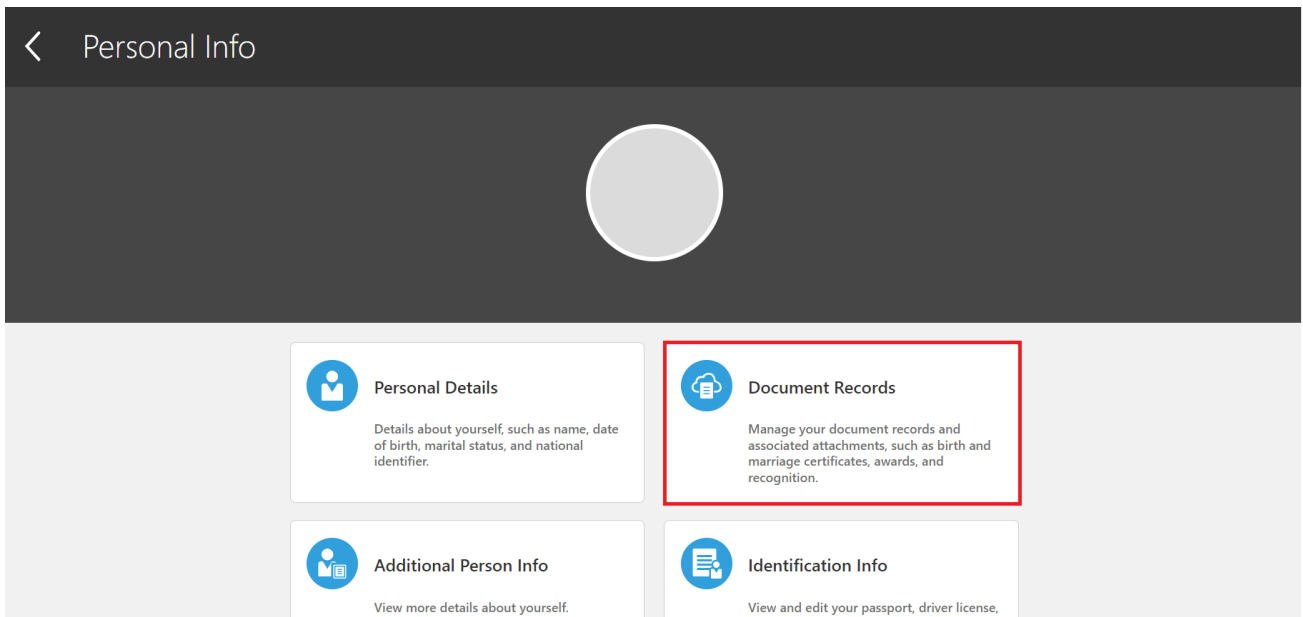 Personal Info
Personal Details
Details about yourself, such as name, date
of birth, marital status, and national
identifier.
Document Records
Manage your document records and
associated attachments, such as birth and
marriage certificates, awards, and
recognition.
Additional Person Info
View more details about yourself.
Identification Info
View and edit your passport, driver license,